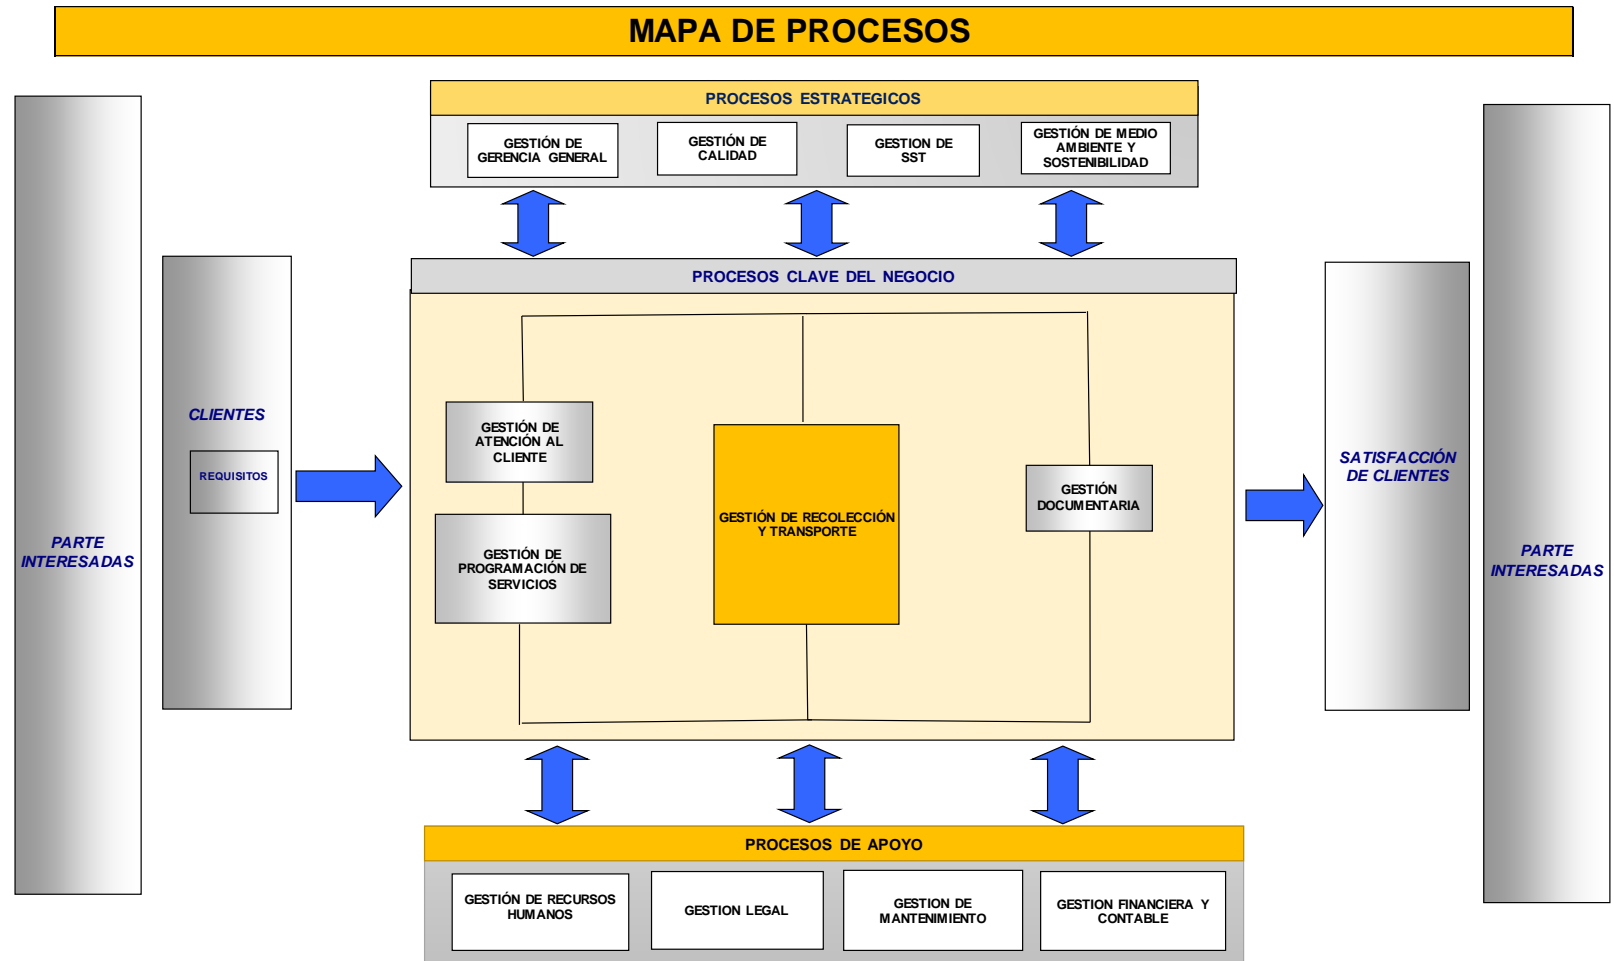 MAPA DE PROCESOS
PROCESOS ESTRATEGICOS
GESTIÓN DE
GERENCIA GENERAL
GESTIÓN DE
CALIDAD
GESTION DE
SST
GESTIÓN DE MEDIO
AMBIENTE Y
SOSTENIBILIDAD
PARTE
INTERESADAS
CLIENTES
REQUISITOS
PROCESOS CLAVE DEL NEGOCIO
GESTIÓN DE
ATENCIÓN AL
CLIENTE
GESTIÓN DE
PROGRAMACIÓN DE
SERVICIOS
GESTIÓN DE RECOLECCIÓN
Y TRANSPORTE
GESTIÓN
DOCUMENTARIA
SATISFACCIÓN
DE CLIENTES
PARTE
INTERESADAS
PROCESOS DE APOYO
GESTIÓN DE RECURSOS
HUMANOS
GESTION LEGAL
GESTION DE
MANTENIMIENTO
GESTION FINANCIERA Y
CONTABLE